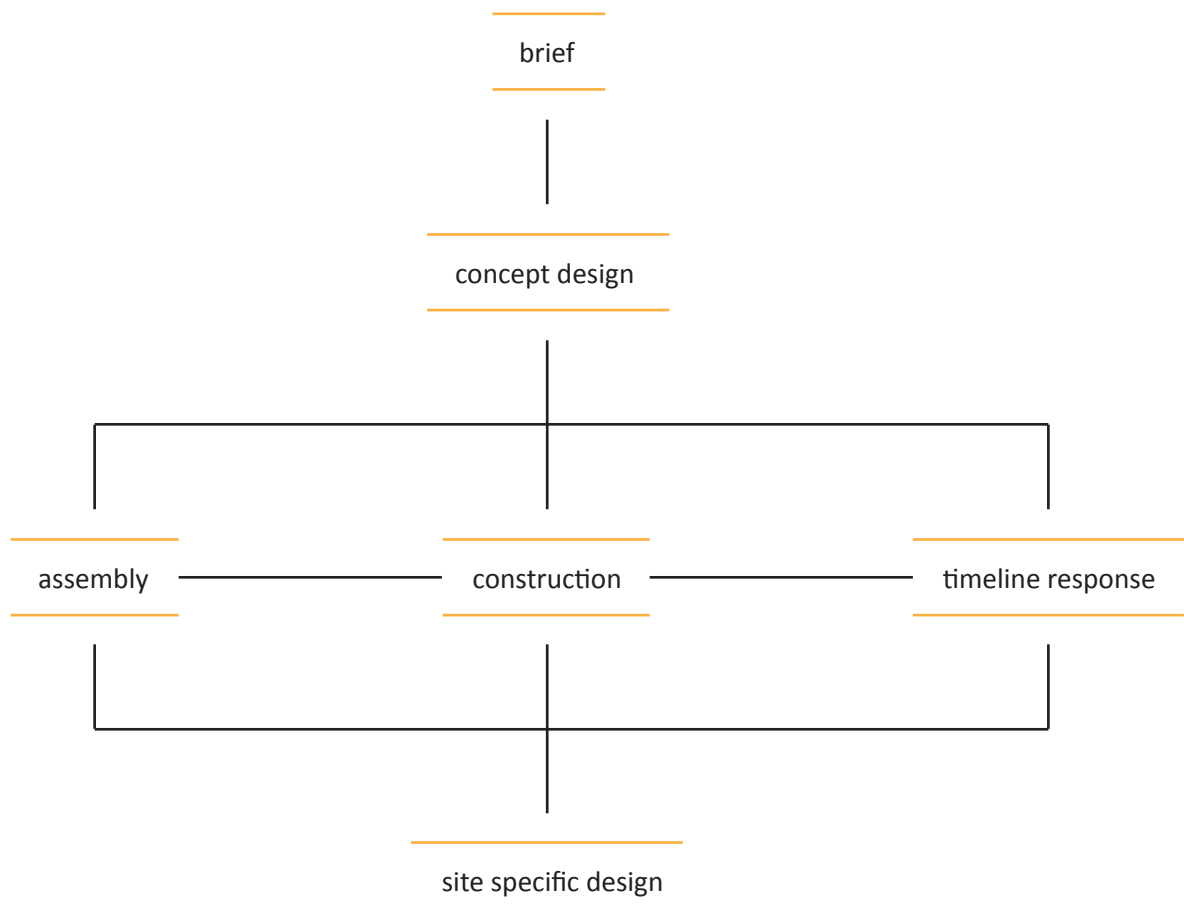 brief
concept design
assembly
construction
timeline response
site specific design